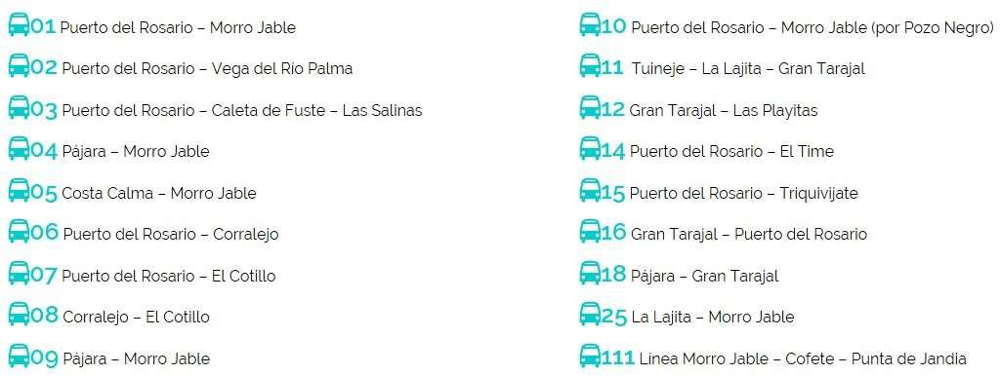 01 Puerto del Rosario – Morro Jable
02 Puerto del Rosario – Vega del Río Palma
03 Puerto del Rosario – Caleta de Fuste – Las Salinas
04 Pájara – Morro Jable
05 Costa Calma – Morro Jable
06 Puerto del Rosario – Corralejo
07 Puerto del Rosario – El Cotillo
08 Corralejo – El Cotillo
09 Pájara – Morro Jable
10 Puerto del Rosario – Morro Jable (por Pozo Negro)
11 Tuineje – La Lajita – Gran Tarajal
12 Gran Tarajal – Las Playitas
14 Puerto del Rosario – El Time
15 Puerto del Rosario – Triquivijate
16 Gran Tarajal – Puerto del Rosario
18 Pájara – Gran Tarajal
25 La Lajita – Morro Jable
111 Línea Morro Jable – Cofete – Punta de Jandia